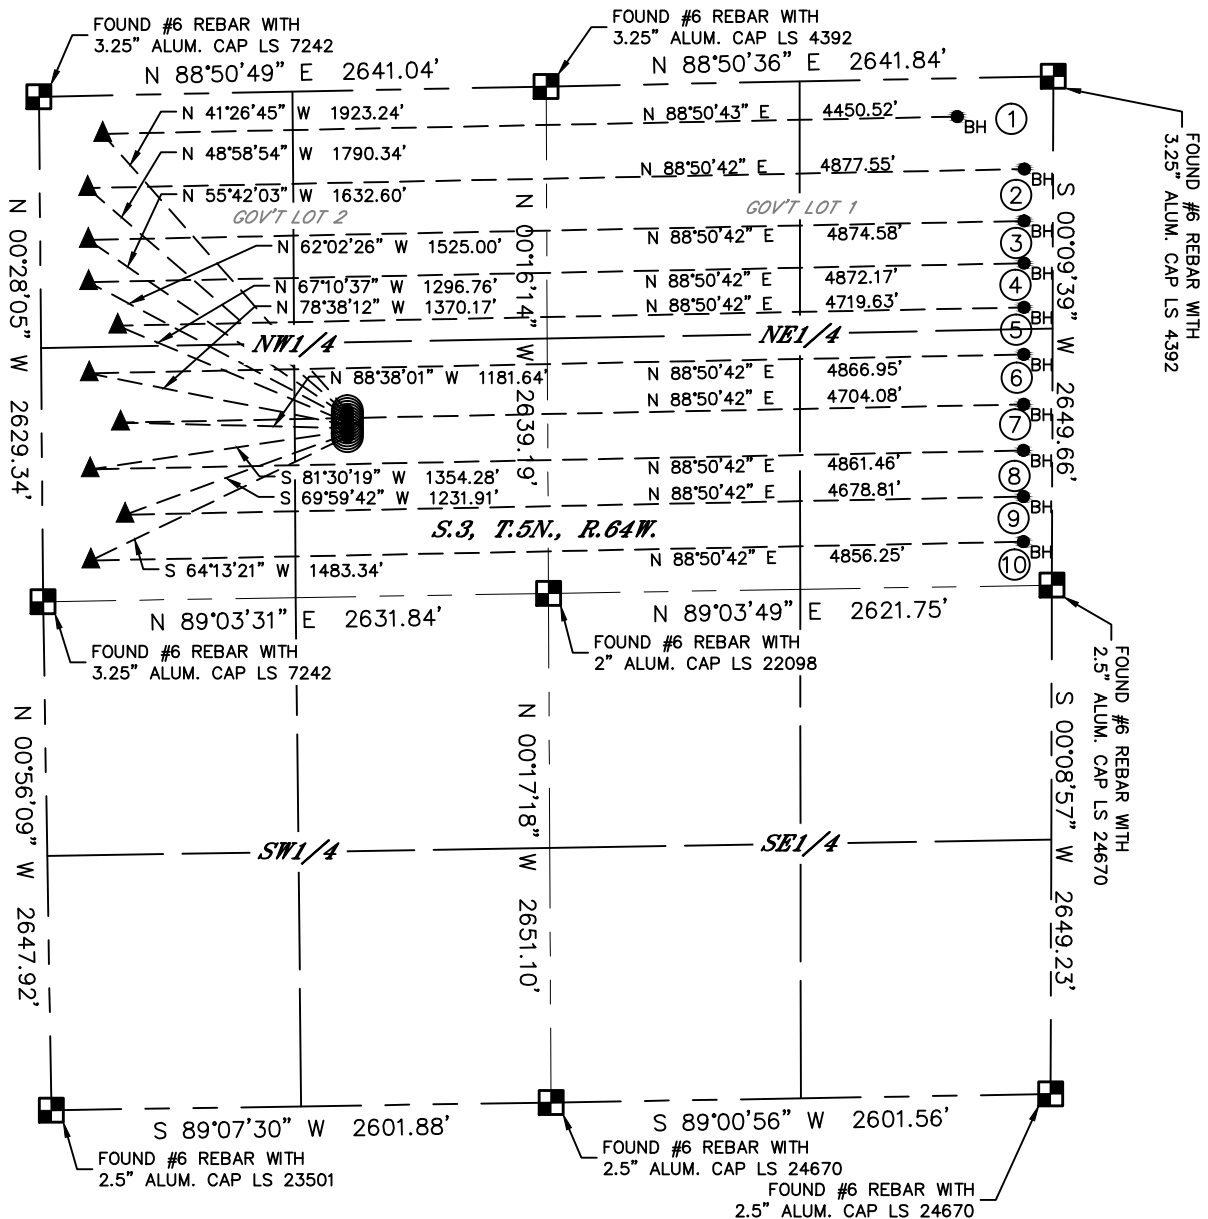 FOUND #6 REBAR WITH
3.25" ALUM. CAP LS 7242
FOUND #6 REBAR WITH
3.25" ALUM. CAP LS 4392
N 88°50'49" E 2641.04'
N 88°50'36" E 2641.84'
FOUND #6 REBAR WITH
3.25" ALUM. CAP LS 4392
N 41°26'45" W 1923.24'
N 88°50'43" E 4450.52'
BH 1
N 48°58'54" W 1790.34'
N 88°50'42" E 4877.55'
BH
2
N 55°42'03" W 1632.60'
GOV'T LOT 2
GOV'T LOT 1
N 88°50'42" E 4874.58'
BH
3
N 62°02'26" W 1525.00'
N 88°50'42" E 4872.17'
BH
4
N 67°10'37" W 1296.76'
N 78°38'12" W 1370.17'
N 88°50'42" E 4719.63'
BH
5
NW1/4
NE1/4
N 88°38'01" W 1181.64'
N 88°50'42" E 4866.95'
BH
6
N 88°50'42" E 4704.08'
BH
7
S 81°30'19" W 1354.28'
N 88°50'42" E 4861.46'
BH
8
S 69°59'42" W 1231.91'
N 88°50'42" E 4678.81'
BH
9
S.3, T.5N., R.64W.
S 64°13'21" W 1483.34'
N 88°50'42" E 4856.25'
BH
10
N 00°28'05" W 2629.34'
N 00°16'14" W 2639.19'
S 00°09'39" W 2649.66'
N 89°03'31" E 2631.84'
N 89°03'49" E 2621.75'
FOUND #6 REBAR WITH
3.25" ALUM. CAP LS 7242
FOUND #6 REBAR WITH
2" ALUM. CAP LS 22098
FOUND #6 REBAR WITH
2.5" ALUM. CAP LS 24670
N 00°56'09" W 2647.92'
N 00°17'18" W 2651.10'
S 00°08'57" W 2649.23'
SW1/4
SE1/4
S 89°07'30" W 2601.88'
S 89°00'56" W 2601.56'
FOUND #6 REBAR WITH
2.5" ALUM. CAP LS 23501
FOUND #6 REBAR WITH
2.5" ALUM. CAP LS 24670
FOUND #6 REBAR WITH
2.5" ALUM. CAP LS 24670